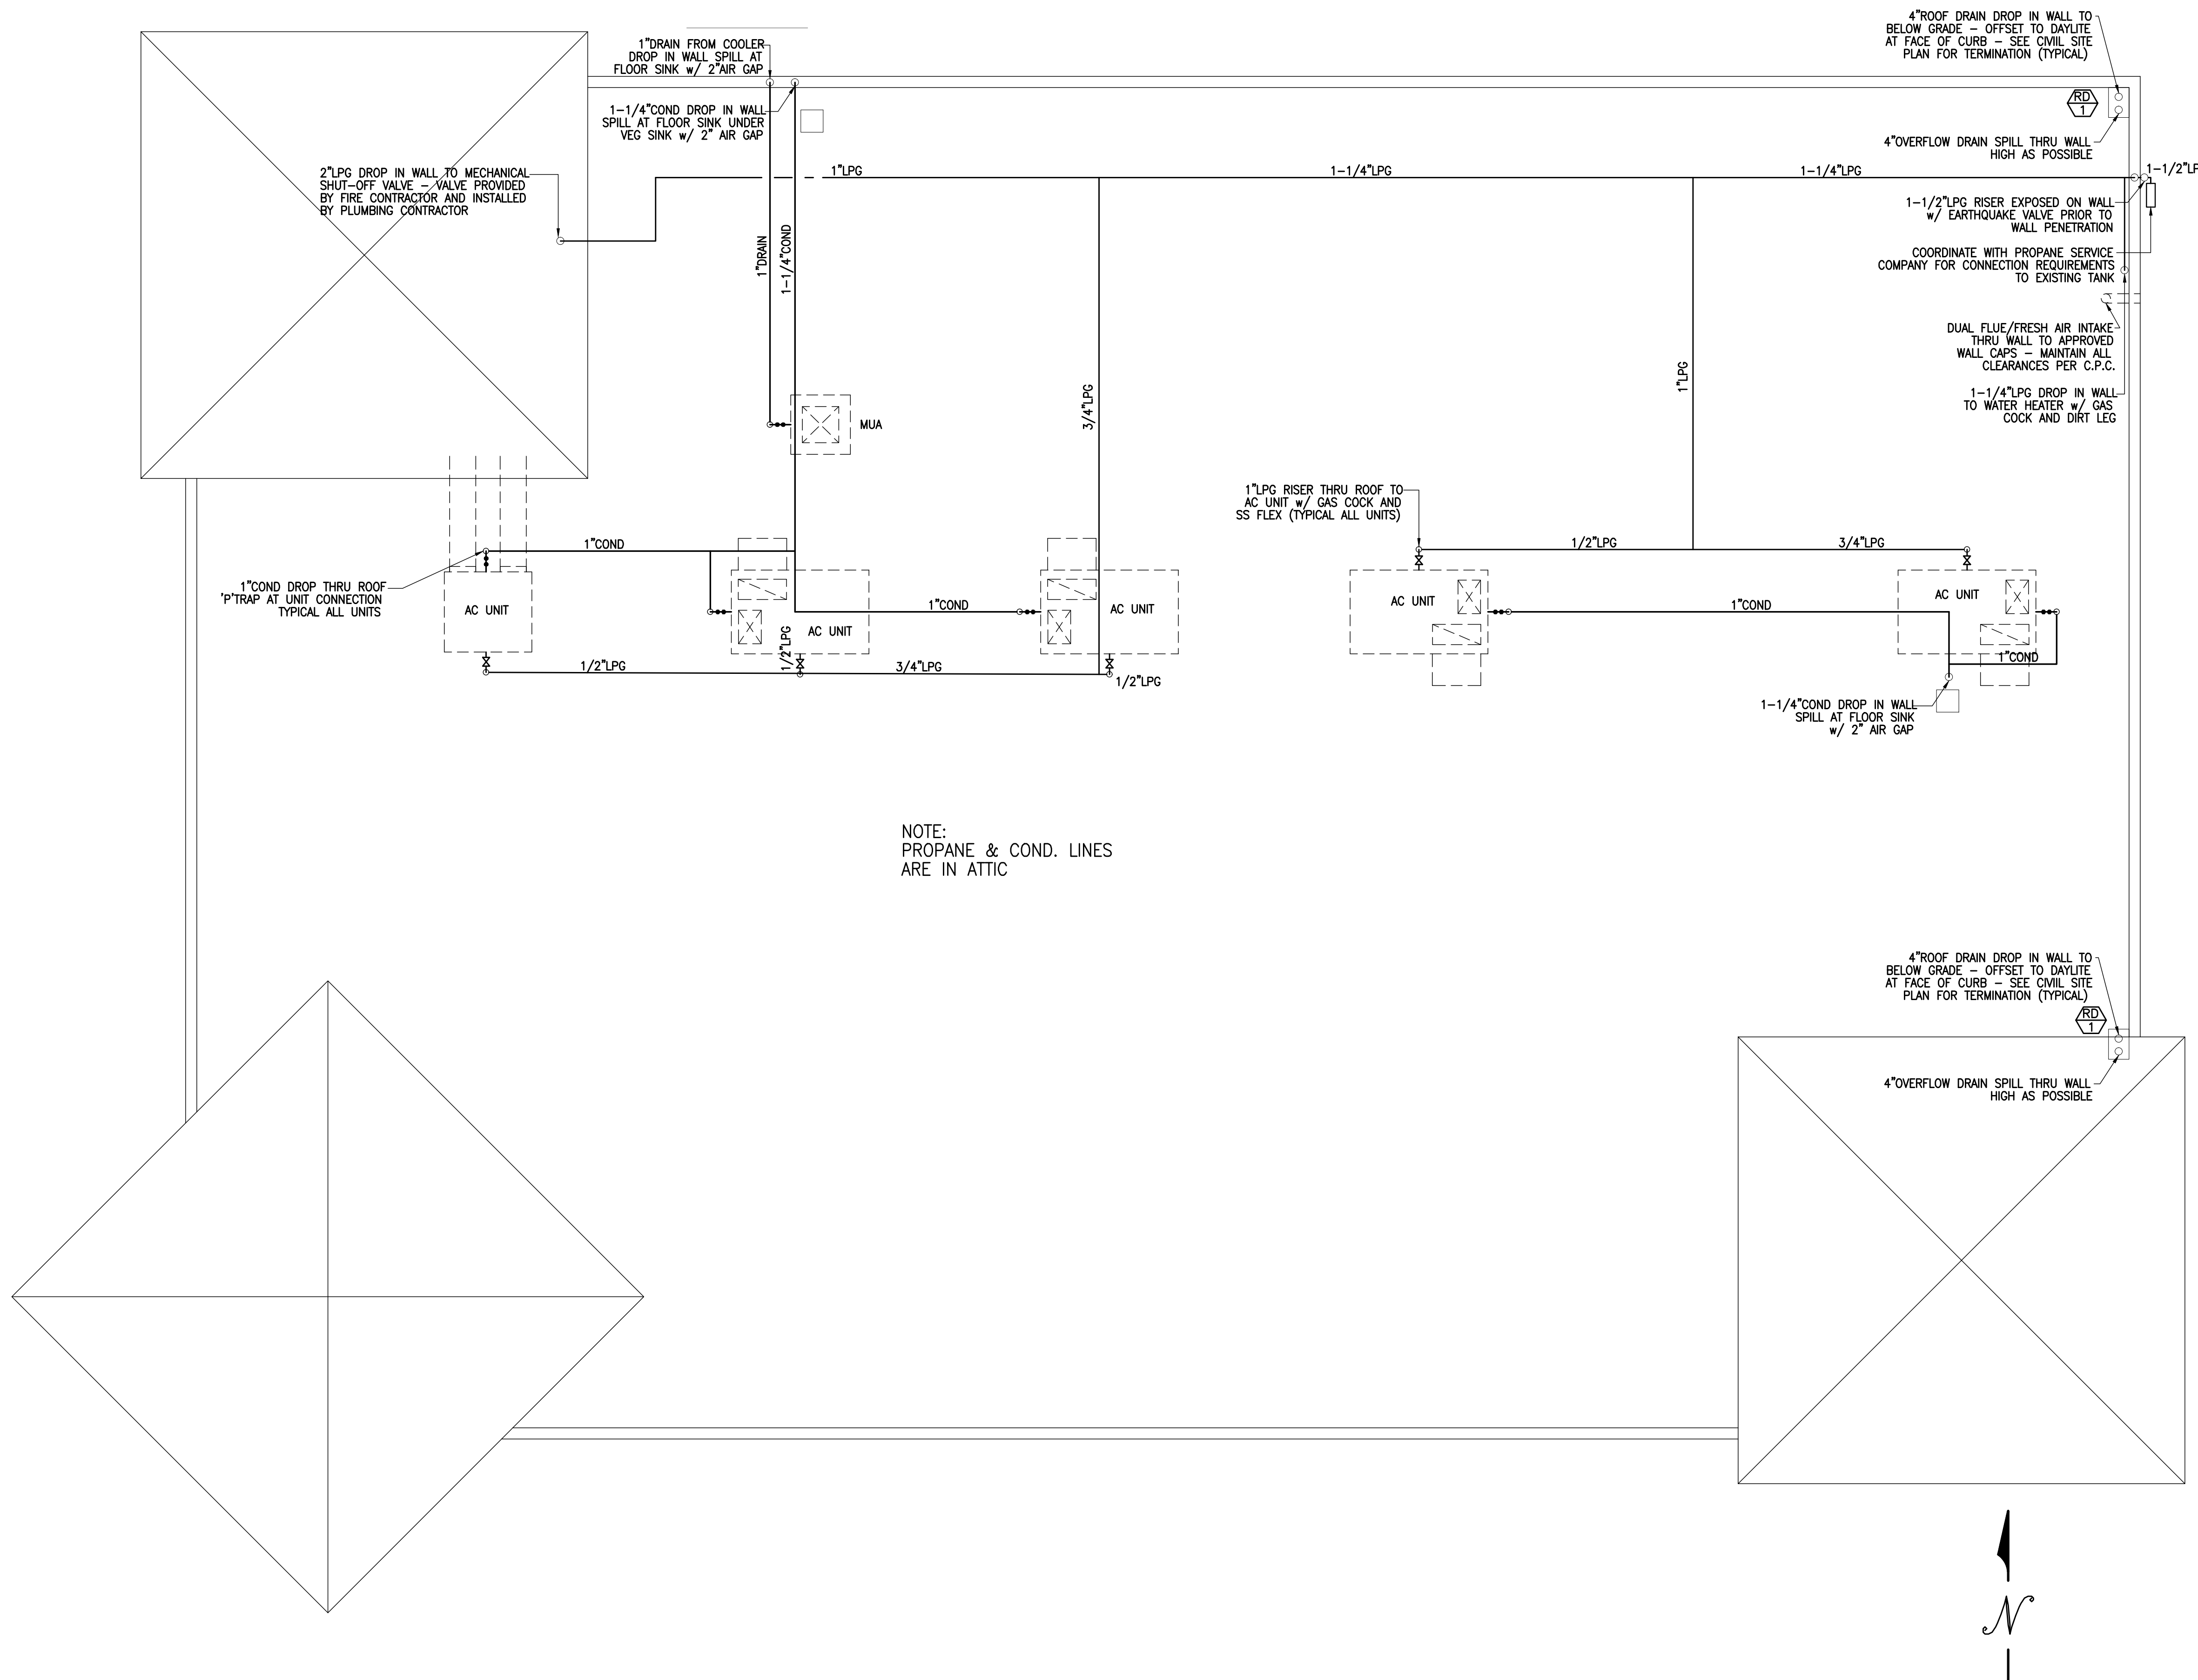 1"DRAIN FROM COOLER
DROP IN WALL SPILL AT
FLOOR SINK w/ 2"AIR GAP
1-1/4"COND DROP IN WALL
SPILL AT FLOOR SINK UNDER
VEG SINK w/ 2" AIR GAP
2"LPG DROP IN WALL TO MECHANICAL
SHUT-OFF VALVE - VALVE PROVIDED
BY FIRE CONTRACTOR AND INSTALLED
BY PLUMBING CONTRACTOR
4"ROOF DRAIN DROP IN WALL TO
BELOW GRADE - OFFSET TO DAYLITE
AT FACE OF CURB - SEE CIVIIL SITE
PLAN FOR TERMINATION (TYPICAL)
RD
1
4"OVERFLOW DRAIN SPILL THRU WALL
HIGH AS POSSIBLE
1"LPG
1-1/4"LPG
1-1/4"LPG
1-1/2"LP
1-1/2"LPG RISER EXPOSED ON WALL
w/ EARTHQUAKE VALVE PRIOR TO
WALL PENETRATION
COORDINATE WITH PROPANE SERVICE
COMPANY FOR CONNECTION REQUIREMENTS
TO EXISTING TANK
DUAL FLUE/FRESH AIR INTAKE
THRU WALL TO APPROVED
WALL CAPS - MAINTAIN ALL
CLEARANCES PER C.P.C.
1-1/4"LPG DROP IN WALL
TO WATER HEATER w/ GAS
COCK AND DIRT LEG
1"DRAIN
1-1/4"COND
3/4"LPG
1"LPG
MUA
1"LPG RISER THRU ROOF TO
AC UNIT w/ GAS COCK AND
SS FLEX (TYPICAL ALL UNITS)
1"COND
1/2"LPG
3/4"LPG
1"COND DROP THRU ROOF
'P'TRAP AT UNIT CONNECTION
TYPICAL ALL UNITS
AC UNIT
AC UNIT
AC UNIT
AC UNIT
AC UNIT
1"COND
1"COND
1"COND
1/2"LPG
1/2"LPG
3/4"LPG
1/2"LPG
1-1/4"COND DROP IN WALL
SPILL AT FLOOR SINK
w/ 2" AIR GAP
NOTE:
PROPANE & COND. LINES
ARE IN ATTIC
4"ROOF DRAIN DROP IN WALL TO
BELOW GRADE - OFFSET TO DAYLITE
AT FACE OF CURB - SEE CIVIIL SITE
PLAN FOR TERMINATION (TYPICAL)
RD
1
4"OVERFLOW DRAIN SPILL THRU WALL
HIGH AS POSSIBLE
N